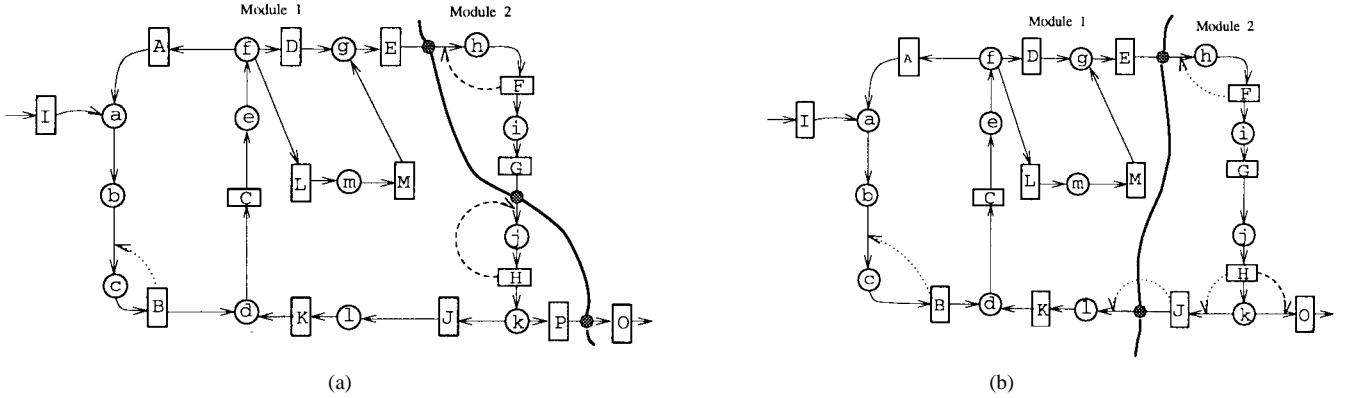 Module 1 Module 2
A f D g E h
F
I a e i
L m M G
b C
j
c H
B d K l J k P O
(a)
Module 1 Module 2
A f D g E h
F
I a e i
L m M G
b C
j
c H
B d K l J k O
(b)